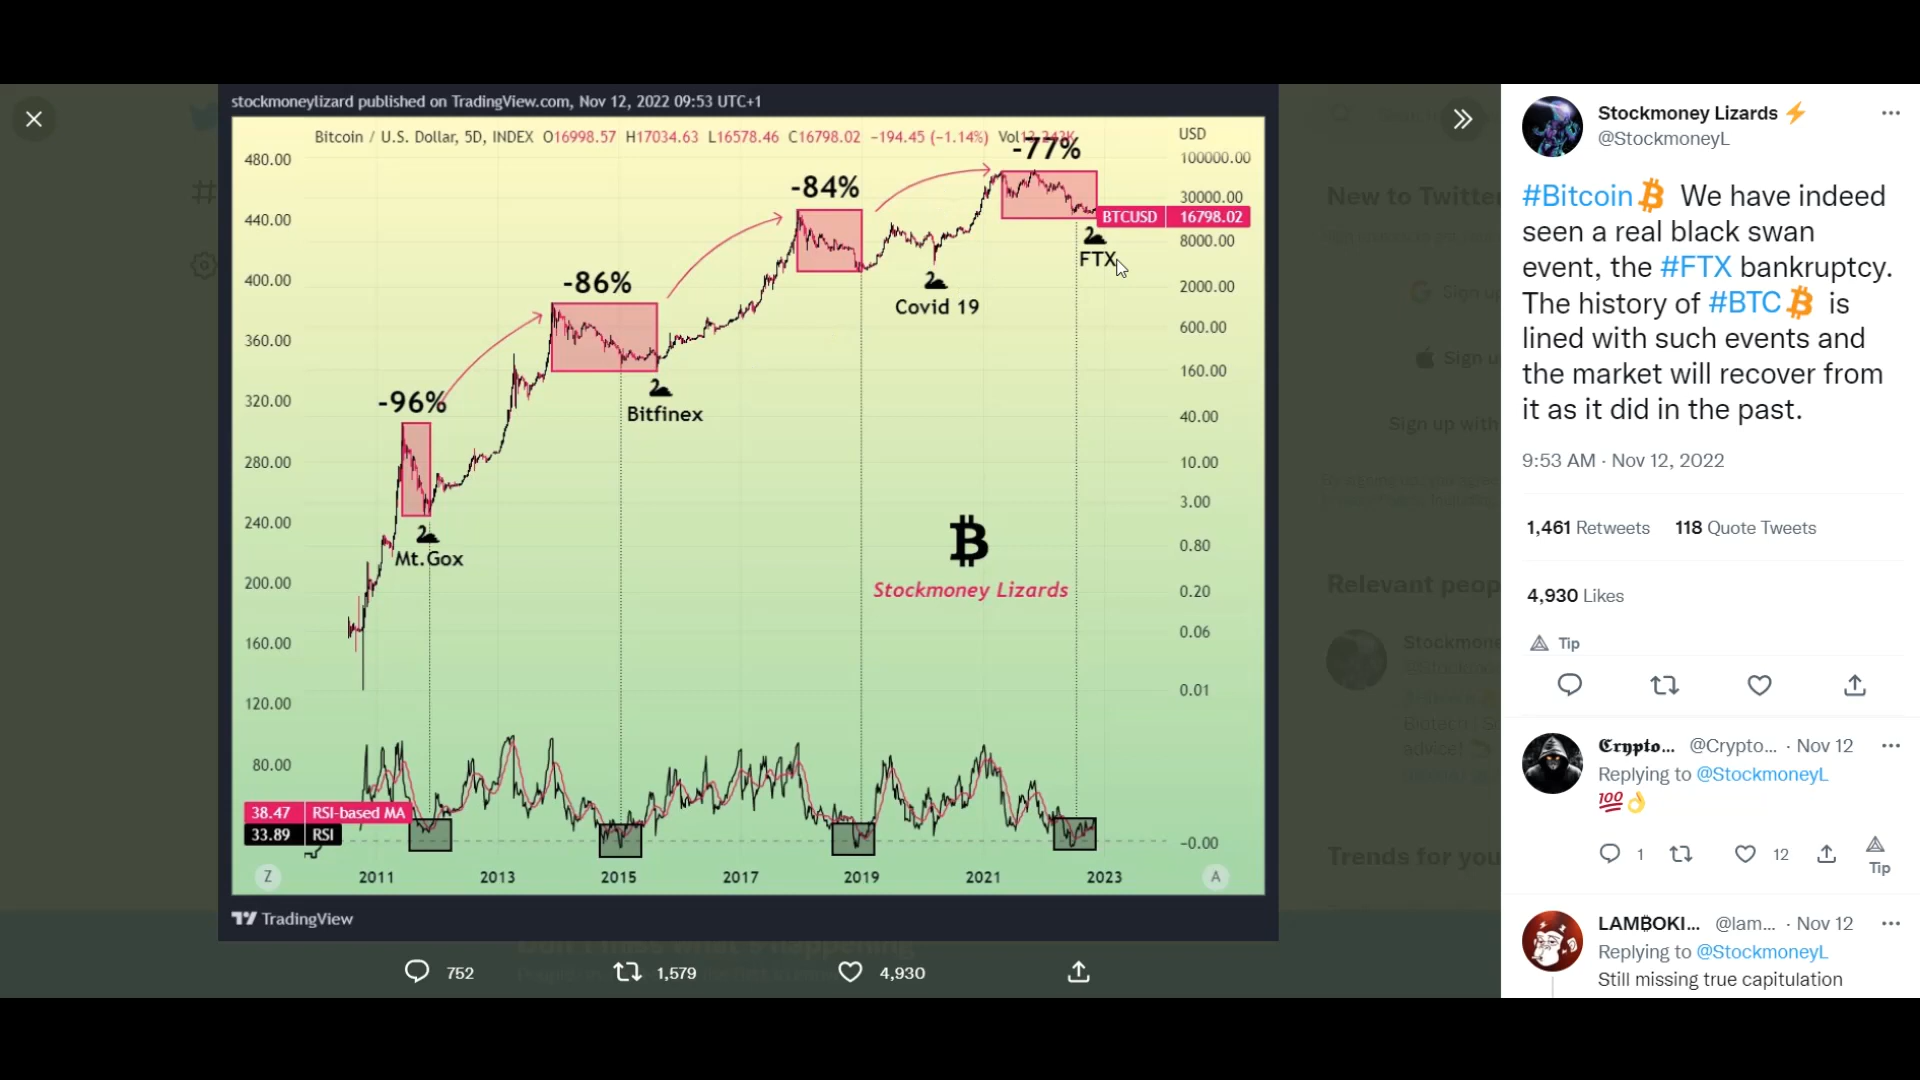 stockmoneylizard published on TradingView.com, Nov 12, 2022 09:53 UTC+1
Bitcoin / U.S. Dollar, 5D, INDEX O16998.57 H17034.63 L16578.46 C16798.02 −194.45 (−1.14%)
USD
480.00
440.00
400.00
360.00
320.00
280.00
240.00
200.00
160.00
120.00
80.00
100000.00
30000.00
BTCUSD 16798.02
8000.00
2000.00
600.00
160.00
40.00
10.00
3.00
0.80
0.20
0.06
0.01
−0.00
-96%
-86%
-84%
-77%
Mt.Gox
Bitfinex
Covid 19
FTX
Stockmoney Lizards
38.47 RSI-based MA
33.89 RSI
Z
2011 2013 2015 2017 2019 2021 2023
A
TradingView
752
1,579
4,930
New to Twitter
Sign up
Sign up with
Relevant peop
Trends for you
Stockmoney Lizards
@StockmoneyL
#Bitcoin We have indeed
seen a real black swan
event, the #FTX bankruptcy.
The history of #BTC is
lined with such events and
the market will recover from
it as it did in the past.
9:53 AM · Nov 12, 2022
1,461 Retweets 118 Quote Tweets
4,930 Likes
Tip
𝕮𝖗𝖞𝖕𝖙𝖔... @Crypto... · Nov 12
Replying to @StockmoneyL
💯👌
1
12
Tip
LAMɃOKI... @lam... · Nov 12
Replying to @StockmoneyL
Still missing true capitulation